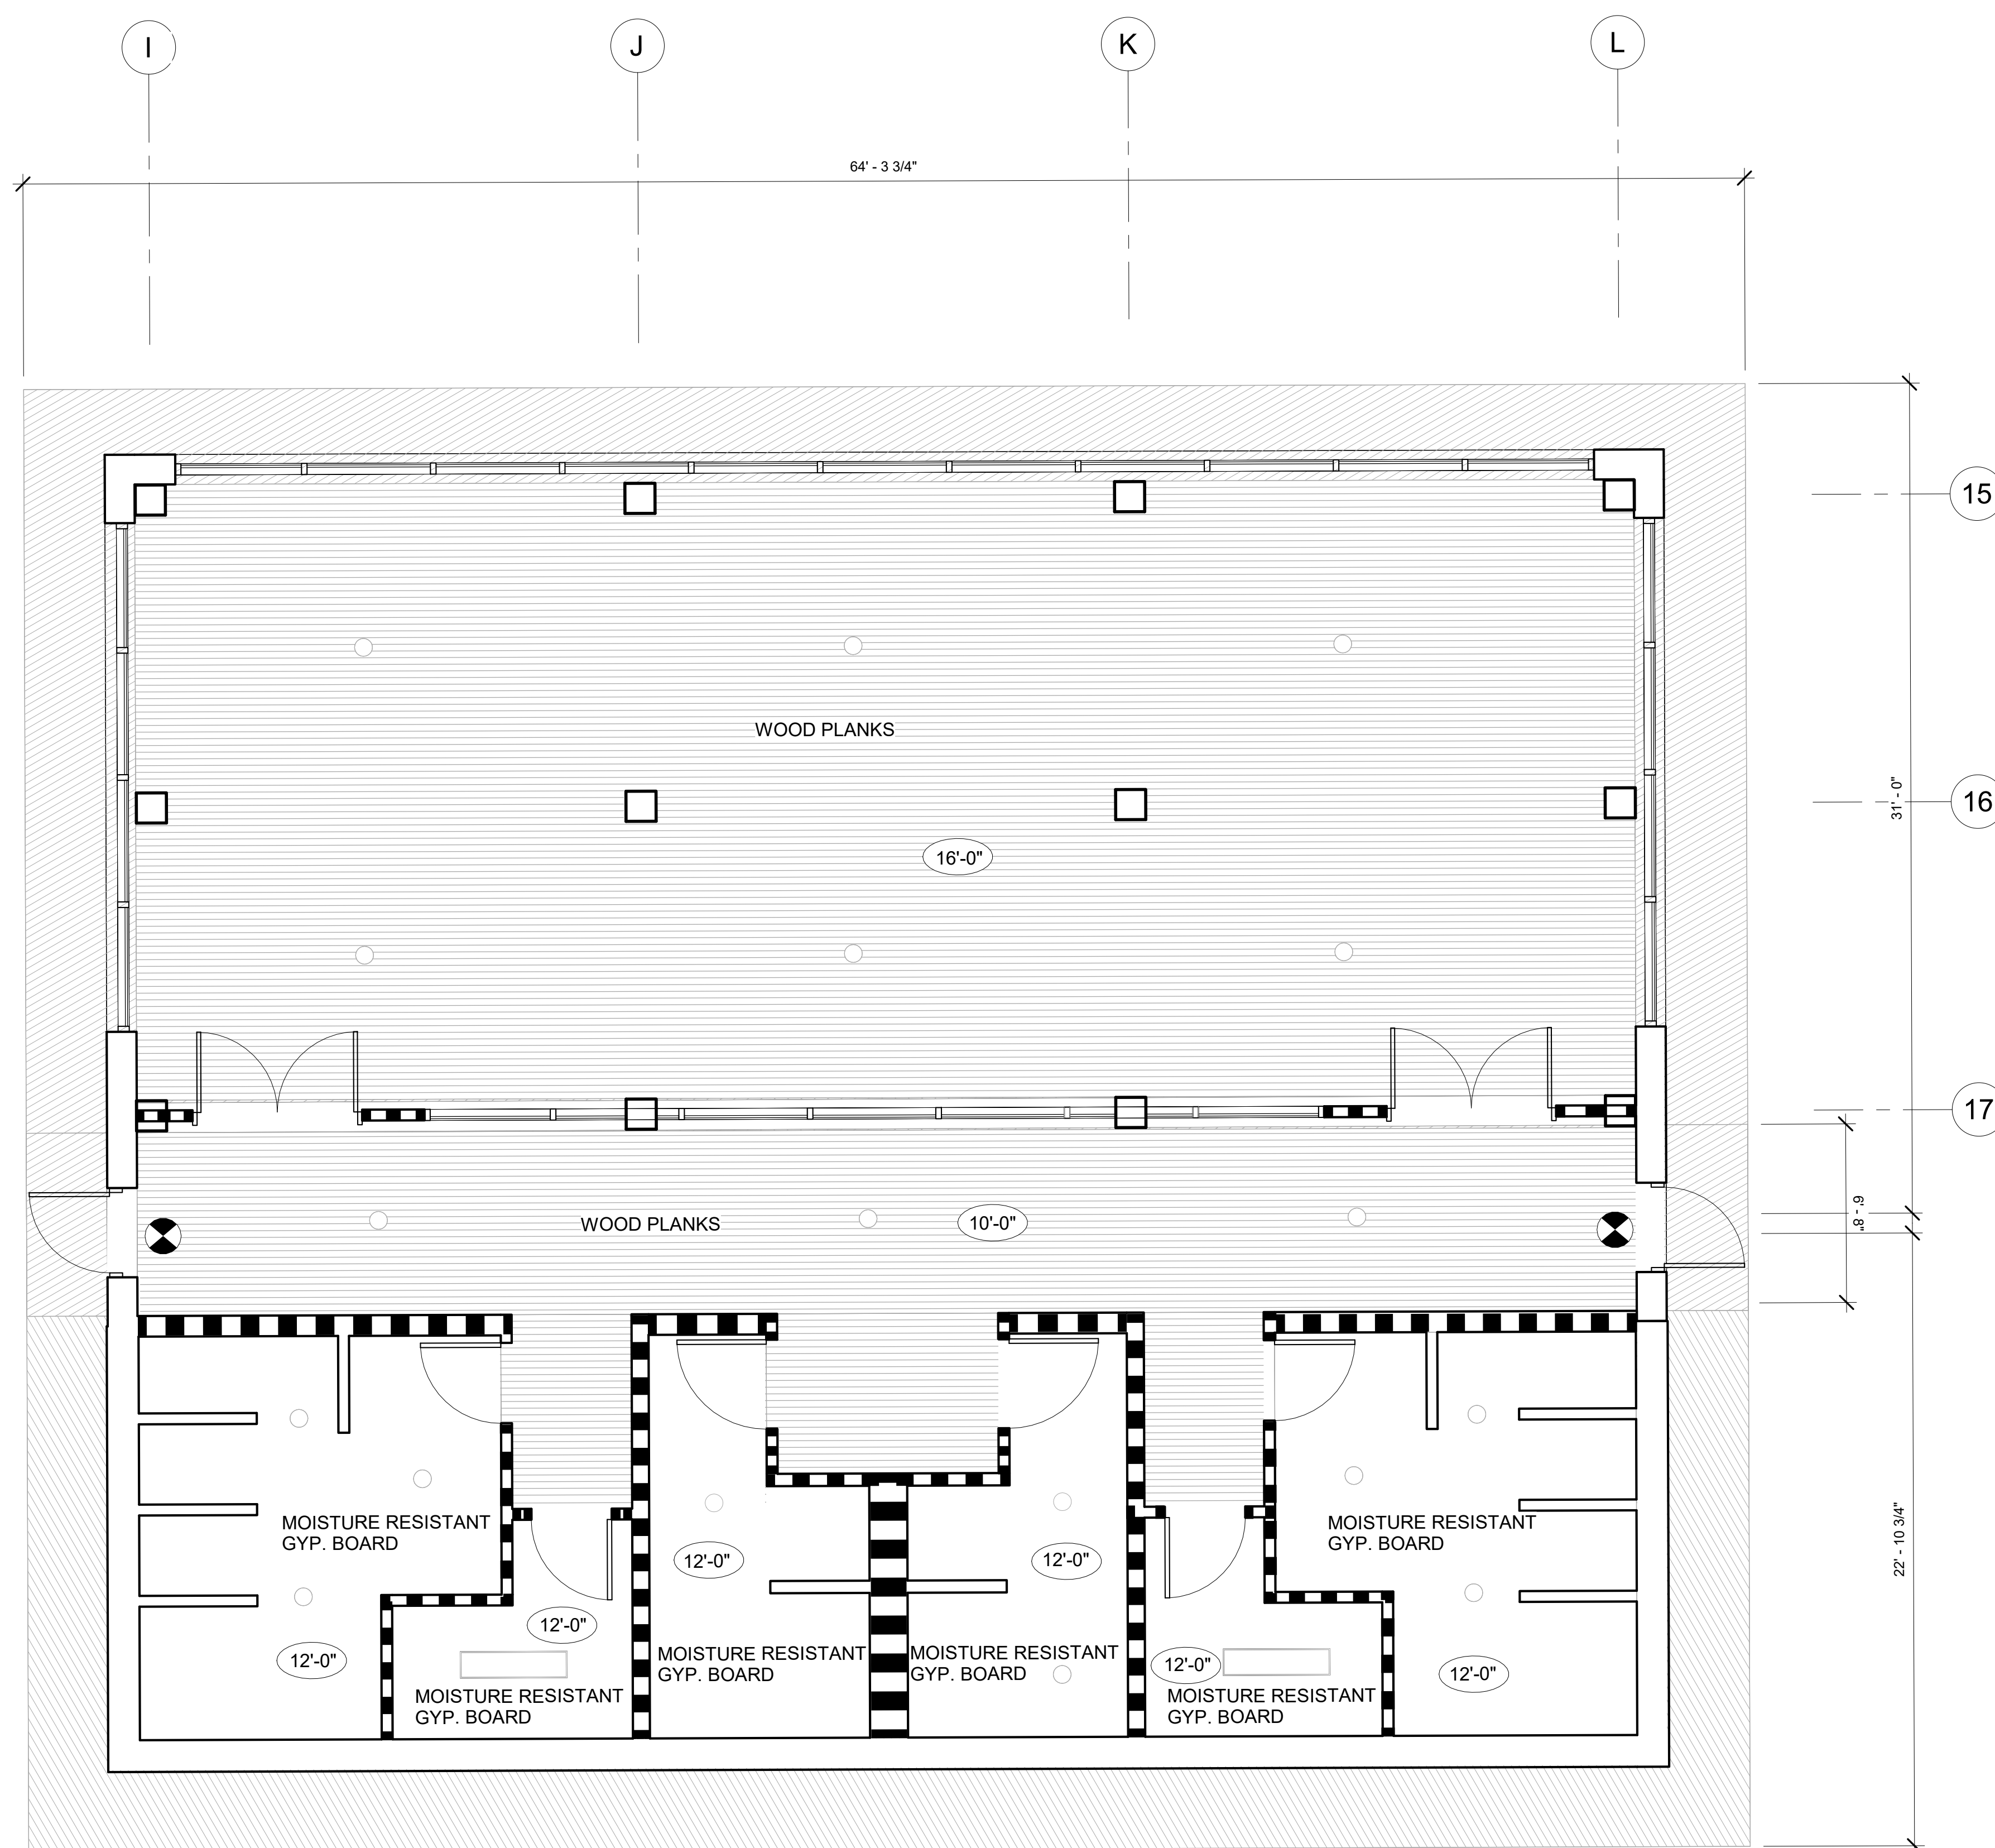 I
J
K
L
64' - 3 3/4"
15
WOOD PLANKS
16
31' - 0"
16'-0"
17
6' - 8"
WOOD PLANKS
10'-0"
MOISTURE RESISTANT
GYP. BOARD
MOISTURE RESISTANT
GYP. BOARD
22' - 10 3/4"
12'-0"
12'-0"
12'-0"
MOISTURE RESISTANT
GYP. BOARD
MOISTURE RESISTANT
GYP. BOARD
12'-0"
12'-0"
12'-0"
MOISTURE RESISTANT
GYP. BOARD
MOISTURE RESISTANT
GYP. BOARD